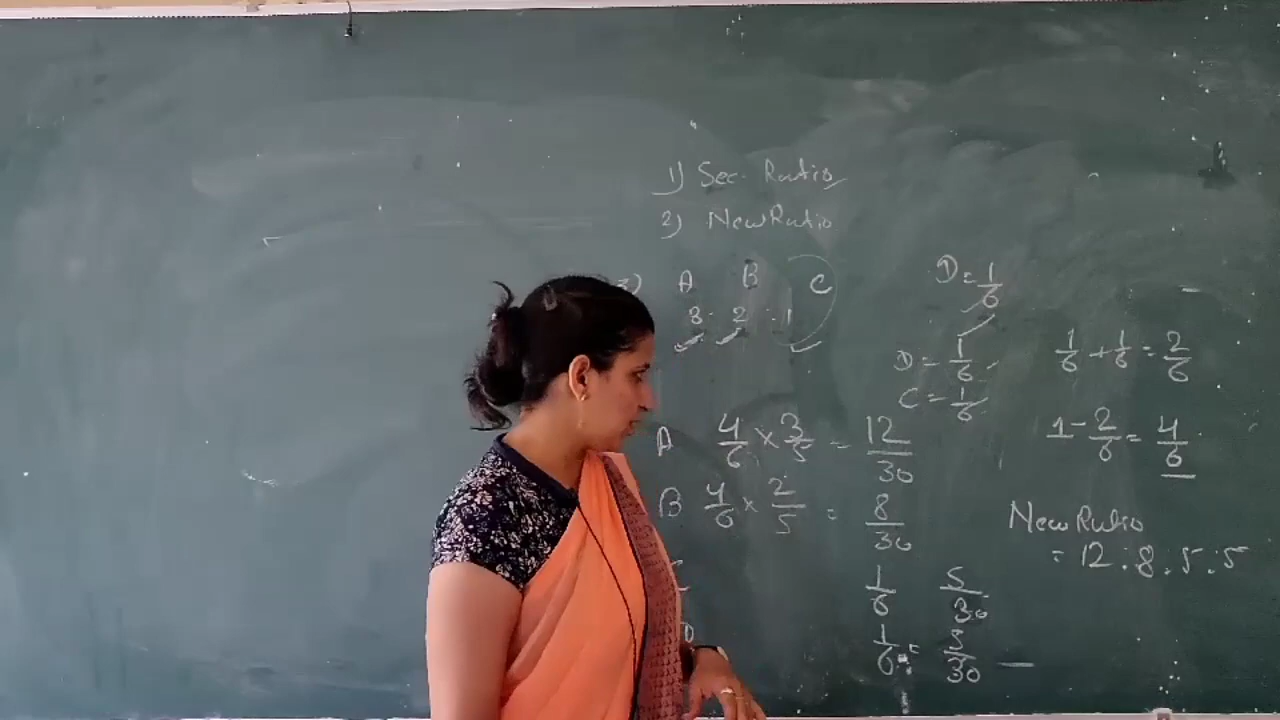 1) Sec. Ratio
2) New Ratio
3) A B C
3 : 2 : 1
D = 1/6
D = 1/6
C = 1/6
1/6 + 1/6 = 2/6
1 - 2/6 = 4/6
A 4/6 × 3/5 = 12/30
B 4/6 × 2/5 = 8/30
1/6 5/30
D 1/6 = 5/30
New Ratio
= 12 : 8 : 5 : 5